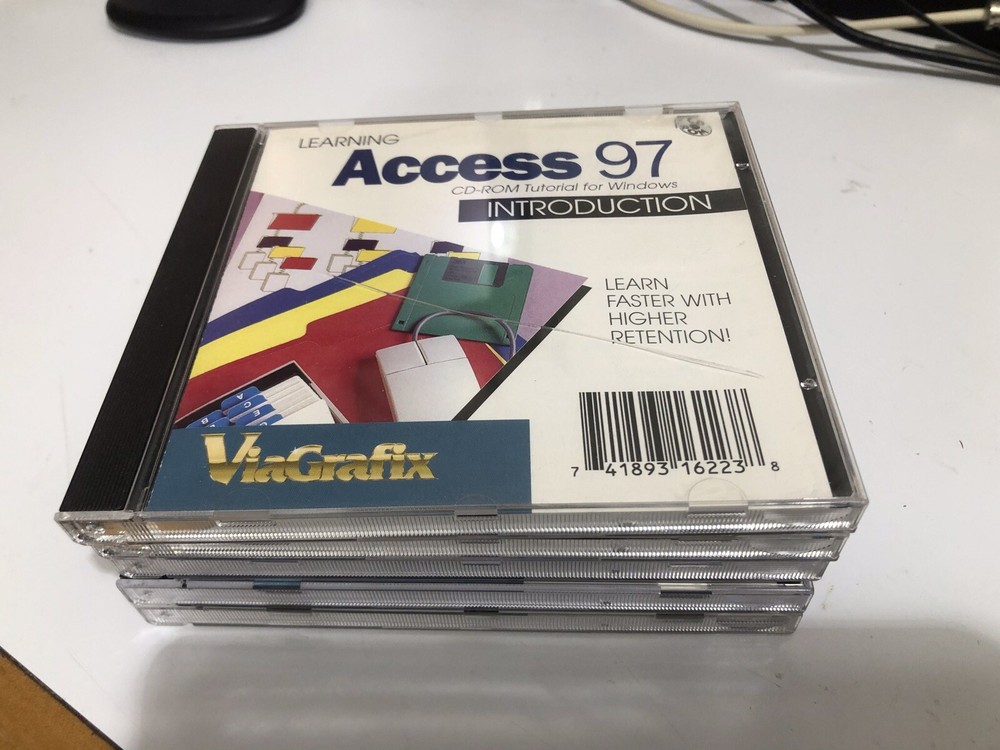 LEARNING
Access 97
CD-ROM Tutorial for Windows
INTRODUCTION
LEARN
FASTER WITH
HIGHER
RETENTION!
A
C
E
B
ViaGrafix
7 41893 16223 8